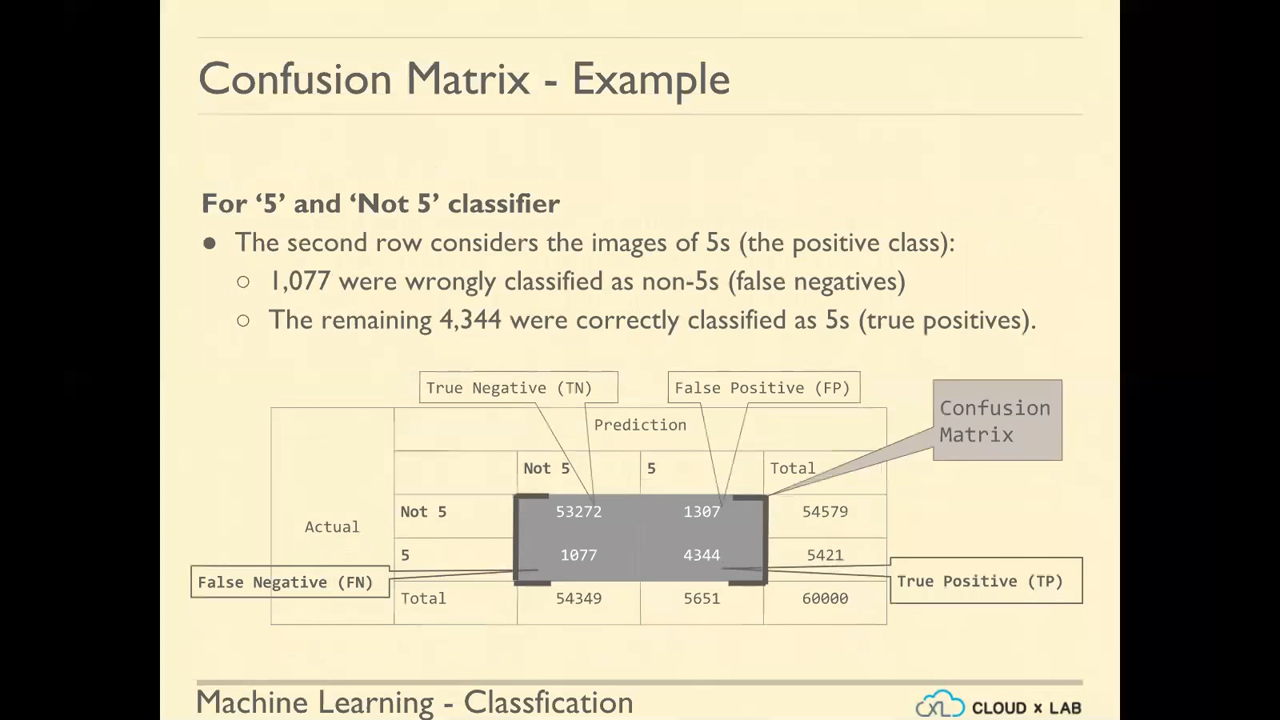 Confusion Matrix - Example
For ‘5’ and ‘Not 5’ classifier
● The second row considers the images of 5s (the positive class):
○ 1,077 were wrongly classified as non-5s (false negatives)
○ The remaining 4,344 were correctly classified as 5s (true positives).
True Negative (TN)
False Positive (FP)
Confusion
Matrix
Prediction
Not 5 5 Total
Actual
Not 5 53272 1307 54579
5 1077 4344 5421
False Negative (FN)
True Positive (TP)
Total 54349 5651 60000
Machine Learning - Classfication
CLOUD x LAB